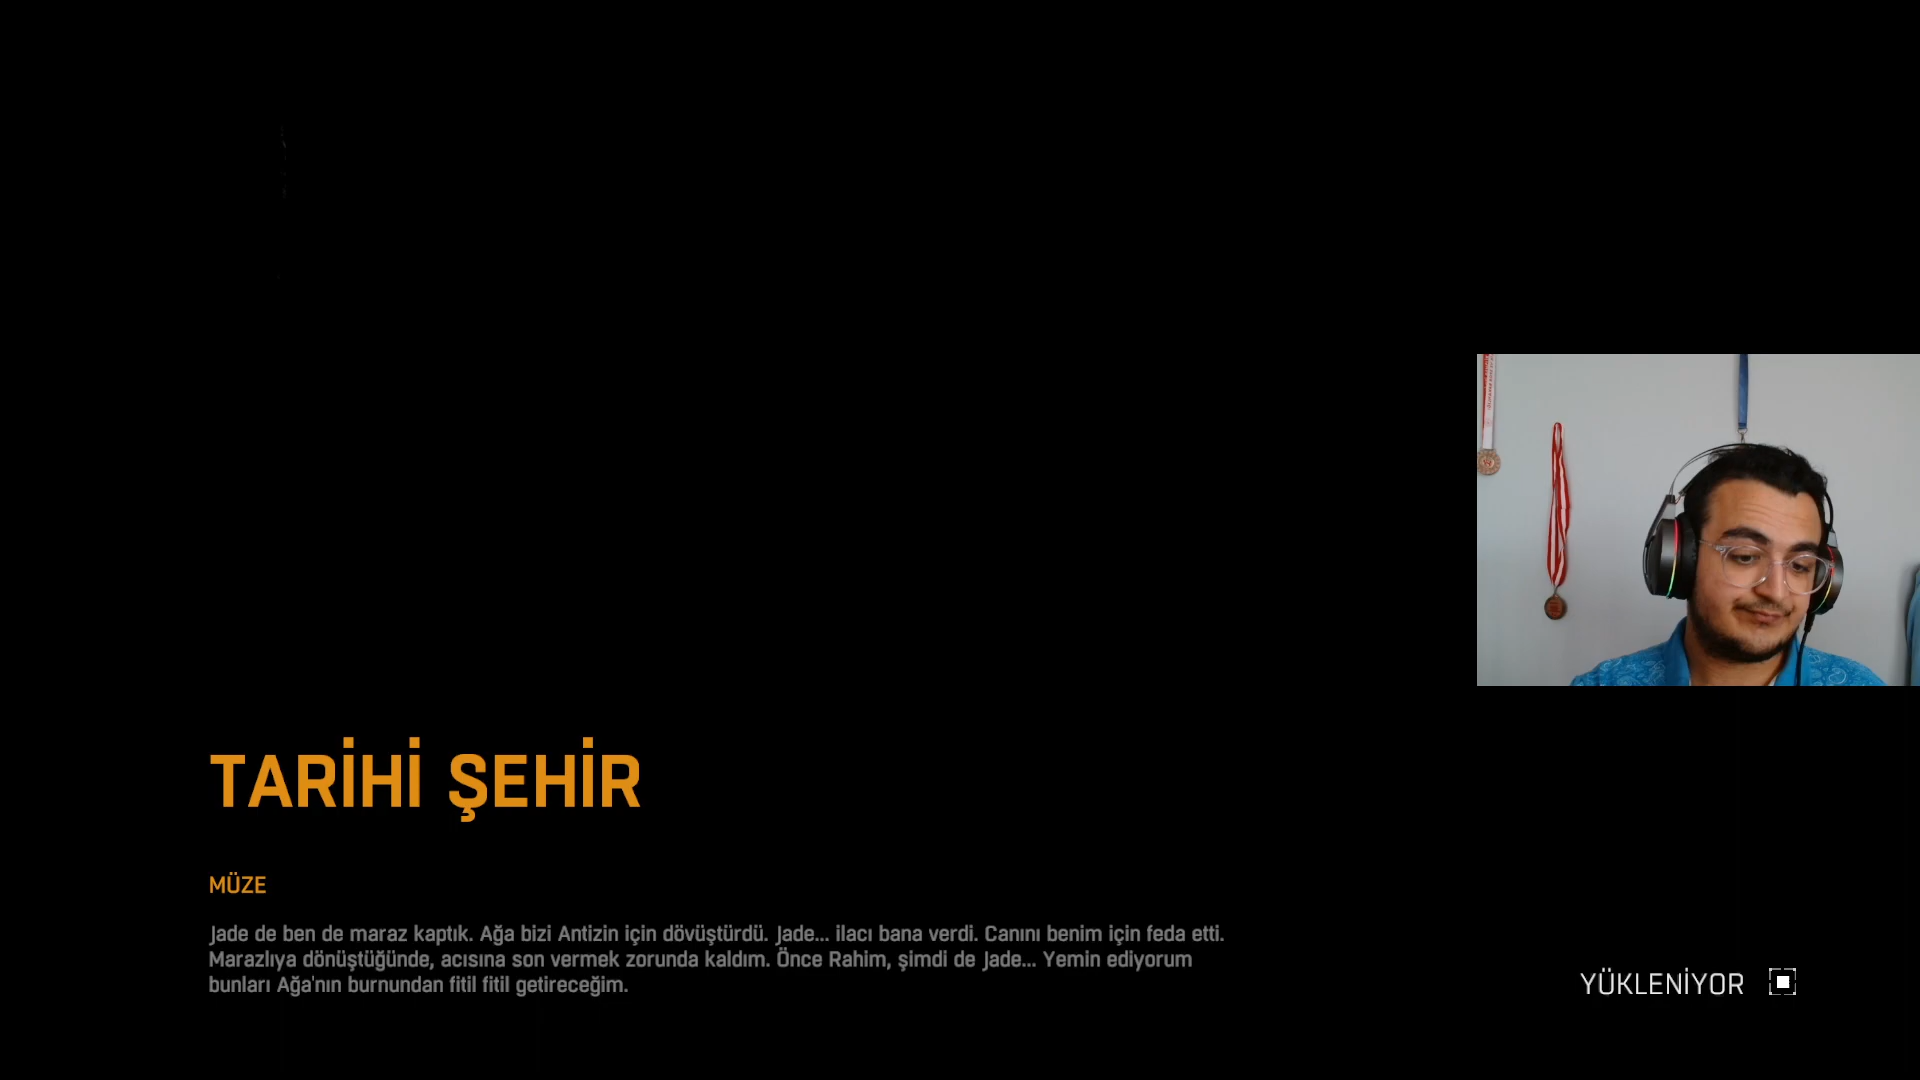 TARİHİ ŞEHİR
MÜZE
Jade de ben de maraz kaptık. Ağa bizi Antizin için dövüştürdü. Jade... ilacı bana verdi. Canını benim için feda etti.
Marazlıya dönüştüğünde, acısına son vermek zorunda kaldım. Önce Rahim, şimdi de Jade... Yemin ediyorum
bunları Ağa'nın burnundan fitil fitil getireceğim.
YÜKLENİYOR